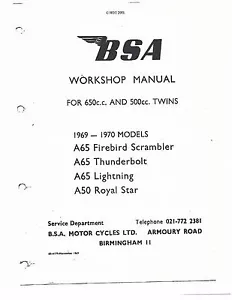 BSA
WORKSHOP MANUAL
FOR 650c.c. AND 500cc. TWINS
1969 — 1970 MODELS
A65 Firebird Scrambler
A65 Thunderbolt
A65 Lightning
A50 Royal Star
Service Department Telephone 021-772 2381
B.S.A. MOTOR CYCLES LTD. ARMOURY ROAD
BIRMINGHAM 11